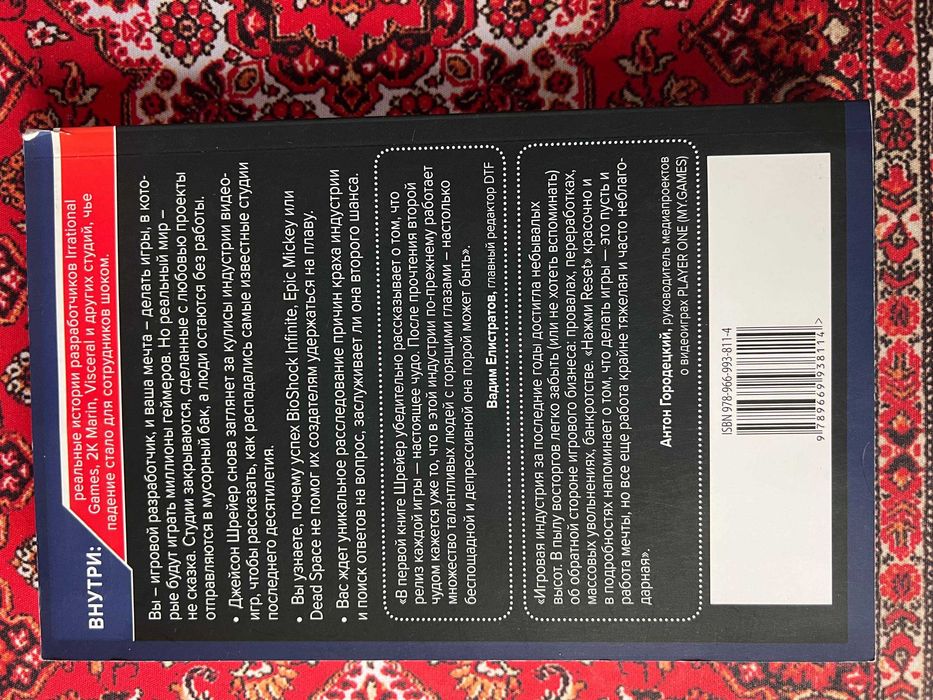 ВНУТРИ:
реальные истории разработчиков Irrational
Games, 2K Marin, Visceral и других студий, чье
падение стало для сотрудников шоком.
Вы – игровой разработчик, и ваша мечта – делать игры, в кото-
рые будут играть миллионы геймеров. Но реальный мир –
не сказка. Студии закрываются, сделанные с любовью проекты
отправляются в мусорный бак, а люди остаются без работы.
• Джейсон Шрейер снова заглянет за кулисы индустрии видео-
игр, чтобы рассказать, как распадались самые известные студии
последнего десятилетия.
• Вы узнаете, почему успех BioShock Infinite, Epic Mickey или
Dead Space не помог их создателям удержаться на плаву.
• Вас ждет уникальное расследование причин краха индустрии
и поиск ответов на вопрос, заслуживает ли она второго шанса.
«В первой книге Шрейер убедительно рассказывает о том, что
релиз каждой игры – настоящее чудо. После прочтения второй
чудом кажется уже то, что в этой индустрии по-прежнему работает
множество талантливых людей с горящими глазами – настолько
беспощадной и депрессивной она порой может быть».
Вадим Елистратов, главный редактор DTF
«Игровая индустрия за последние годы достигла небывалых
высот. В пылу восторгов легко забыть (или не хотеть вспоминать)
об обратной стороне игрового бизнеса: провалах, переработках,
массовых увольнениях, банкротстве. «Нажми Reset» красочно и
в подробностях напоминает о том, что делать игры – это пусть и
работа мечты, но все еще работа крайне тяжелая и часто неблаго-
дарная».
Антон Городецкий, руководитель медиапроектов
о видеоиграх PLAYER ONE (MY.GAMES)
ISBN 978-966-993-811-4
9 789669 938114 >